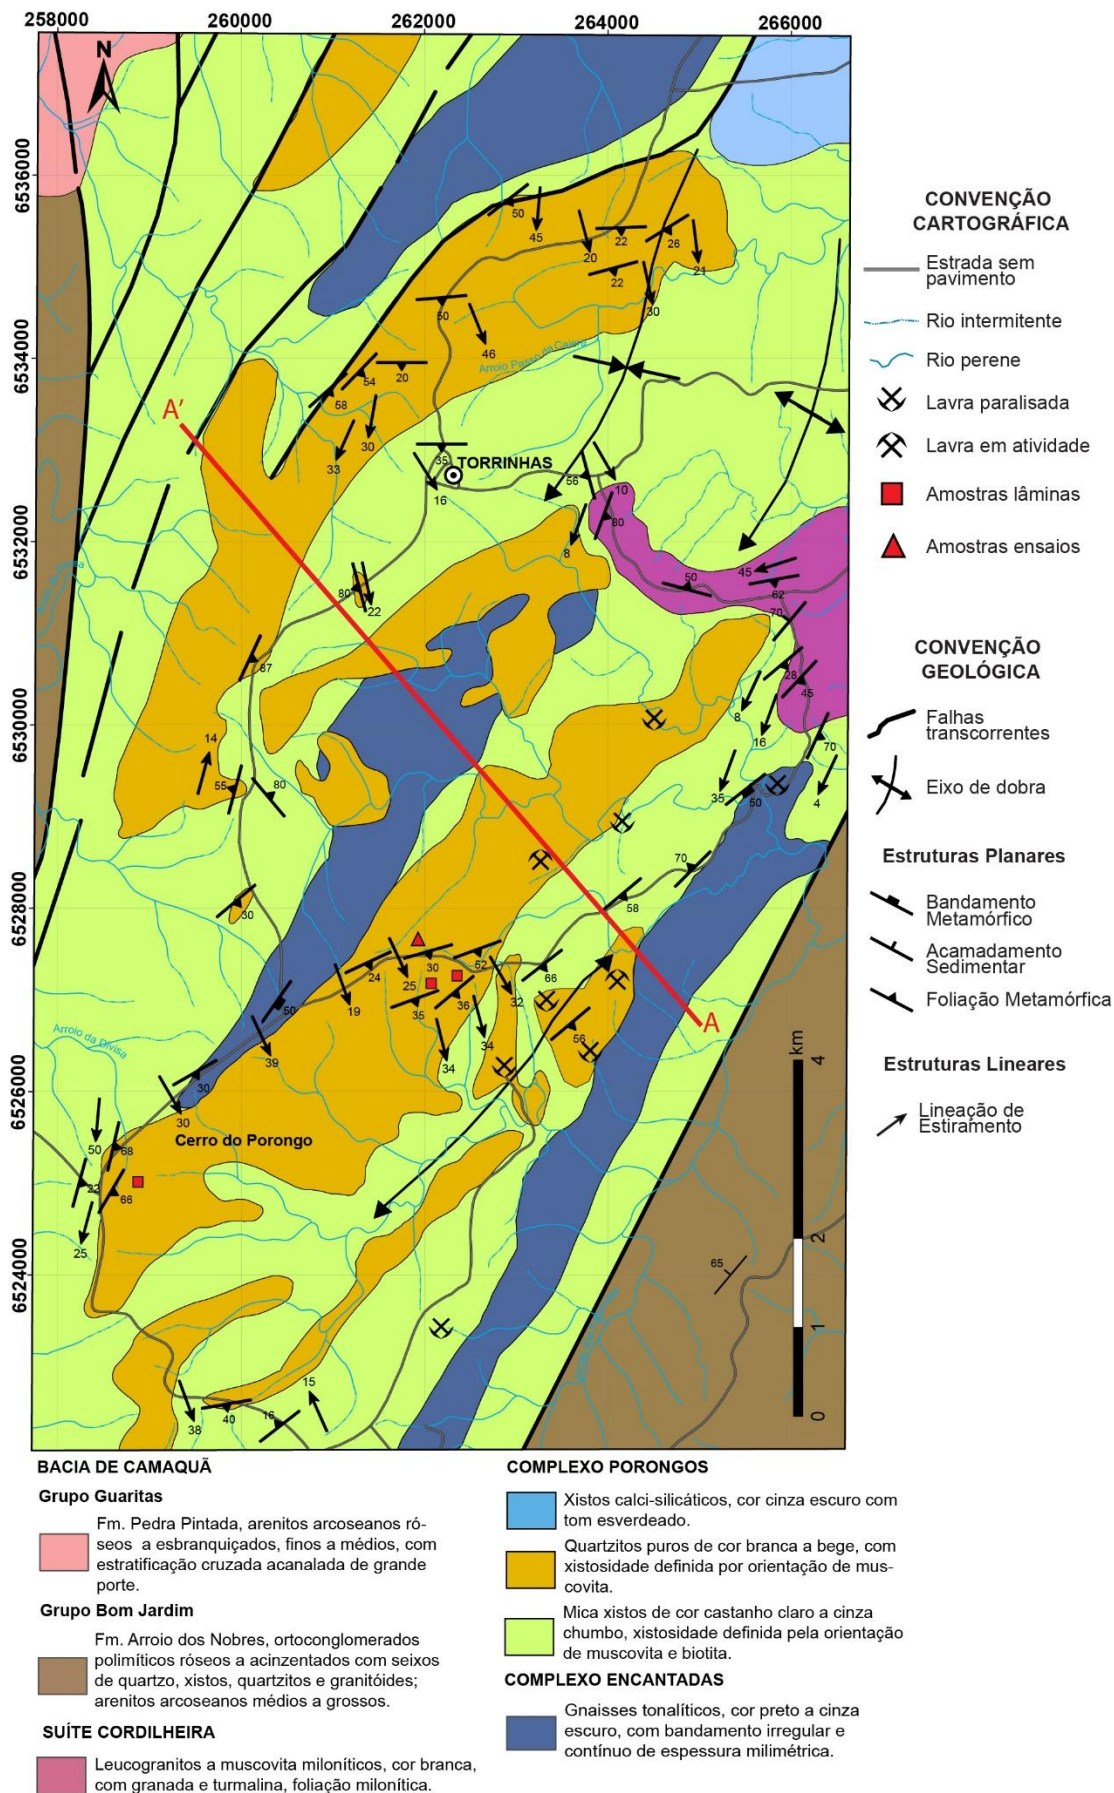 258000
260000
262000
264000
266000
N
6536000
6534000
6532000
6530000
6528000
6526000
6524000
50
45
20
22
26
21
22
30
50
46
Arroio Passo da Caieira
54
20
58
30
33
A'
35
TORRINHAS
16
56
10
80
8
50
45
62
70
80
22
87
28
45
8
16
70
14
55
80
35
50
4
70
30
58
52
66
24
25
30
32
50
19
35
36
34
56
39
34
A
Arroio da Divisa
30
30
Cerro do Porongo
50
68
22
66
25
65
15
38
40
16
km
4
2
1
0
CONVENÇÃO
CARTOGRÁFICA
Estrada sem
pavimento
Rio intermitente
Rio perene
Lavra paralisada
Lavra em atividade
Amostras lâminas
Amostras ensaios
CONVENÇÃO
GEOLÓGICA
Falhas
transcorrentes
Eixo de dobra
Estruturas Planares
Bandamento
Metamórfico
Acamadamento
Sedimentar
Foliação Metamórfica
Estruturas Lineares
Lineação de
Estiramento
BACIA DE CAMAQUÃ
Grupo Guaritas
Fm. Pedra Pintada, arenitos arcoseanos ró-
seos a esbranquiçados, finos a médios, com
estratificação cruzada acanalada de grande
porte.
Grupo Bom Jardim
Fm. Arroio dos Nobres, ortoconglomerados
polimíticos róseos a acinzentados com seixos
de quartzo, xistos, quartzitos e granitóides;
arenitos arcoseanos médios a grossos.
SUÍTE CORDILHEIRA
Leucogranitos a muscovita miloníticos, cor branca,
com granada e turmalina, foliação milonítica.
COMPLEXO PORONGOS
Xistos calci-silicáticos, cor cinza escuro com
tom esverdeado.
Quartzitos puros de cor branca a bege, com
xistosidade definida por orientação de mus-
covita.
Mica xistos de cor castanho claro a cinza
chumbo, xistosidade definida pela orientação
de muscovita e biotita.
COMPLEXO ENCANTADAS
Gnaisses tonalíticos, cor preto a cinza
escuro, com bandamento irregular e
contínuo de espessura milimétrica.